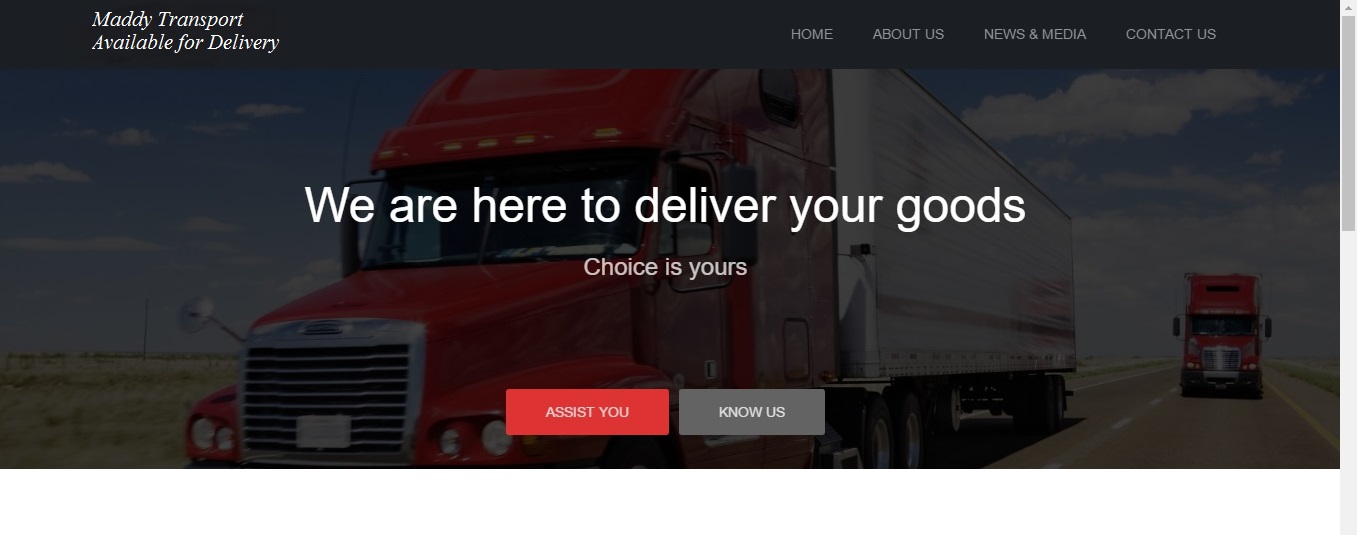 Maddy Transport
Available for Delivery
HOME ABOUT US NEWS & MEDIA CONTACT US
We are here to deliver your goods
Choice is yours
ASSIST YOU KNOW US